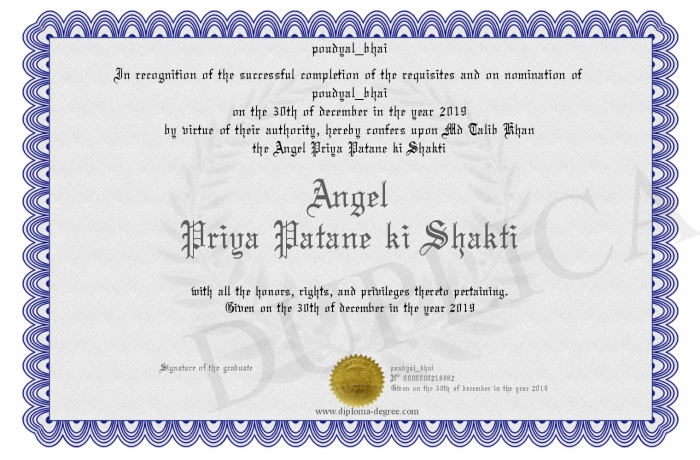 poudyal_bhai
In recognition of the successful completion of the requisites and on nomination of
poudyal_bhai
on the 30th of december in the year 2019
by virtue of their authority, hereby confers upon Md Talib Khan
the Angel Priya Patane ki Shakti
Angel
Priya Patane ki Shakti
with all the honors, rights, and privileges thereto pertaining.
Given on the 30th of december in the year 2019
DUPLICA
Signature of the graduate
poudyal_bhai
Given on the 30th of december in the year 2019
www.diploma-degree.com